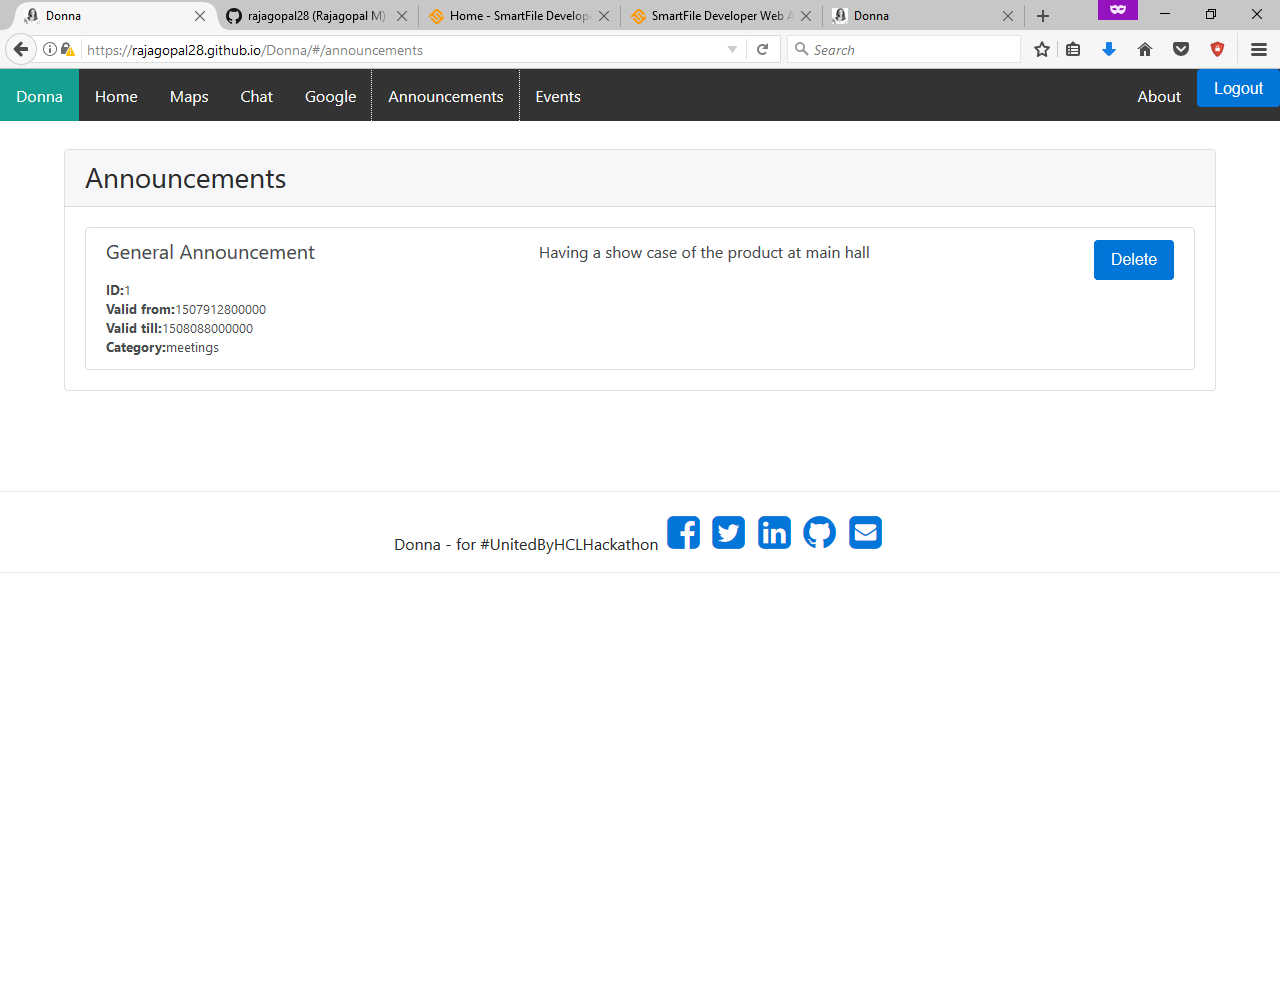 Donna
rajagopal28 (Rajagopal M)
Home - SmartFile Develop
SmartFile Developer Web A
Donna
https://rajagopal28.github.io/Donna/#/announcements
Search
Donna Home Maps Chat Google Announcements Events About Logout
Announcements
General Announcement
Having a show case of the product at main hall
Delete
ID:1
Valid from:1507912800000
Valid till:1508088000000
Category:meetings
Donna - for #UnitedByHCLHackathon